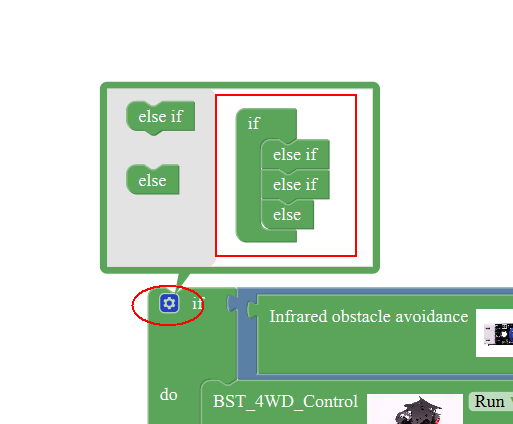 else if
else
if
else if
else if
else
if
Infrared obstacle avoidance
do
BST_4WD_Control
Run